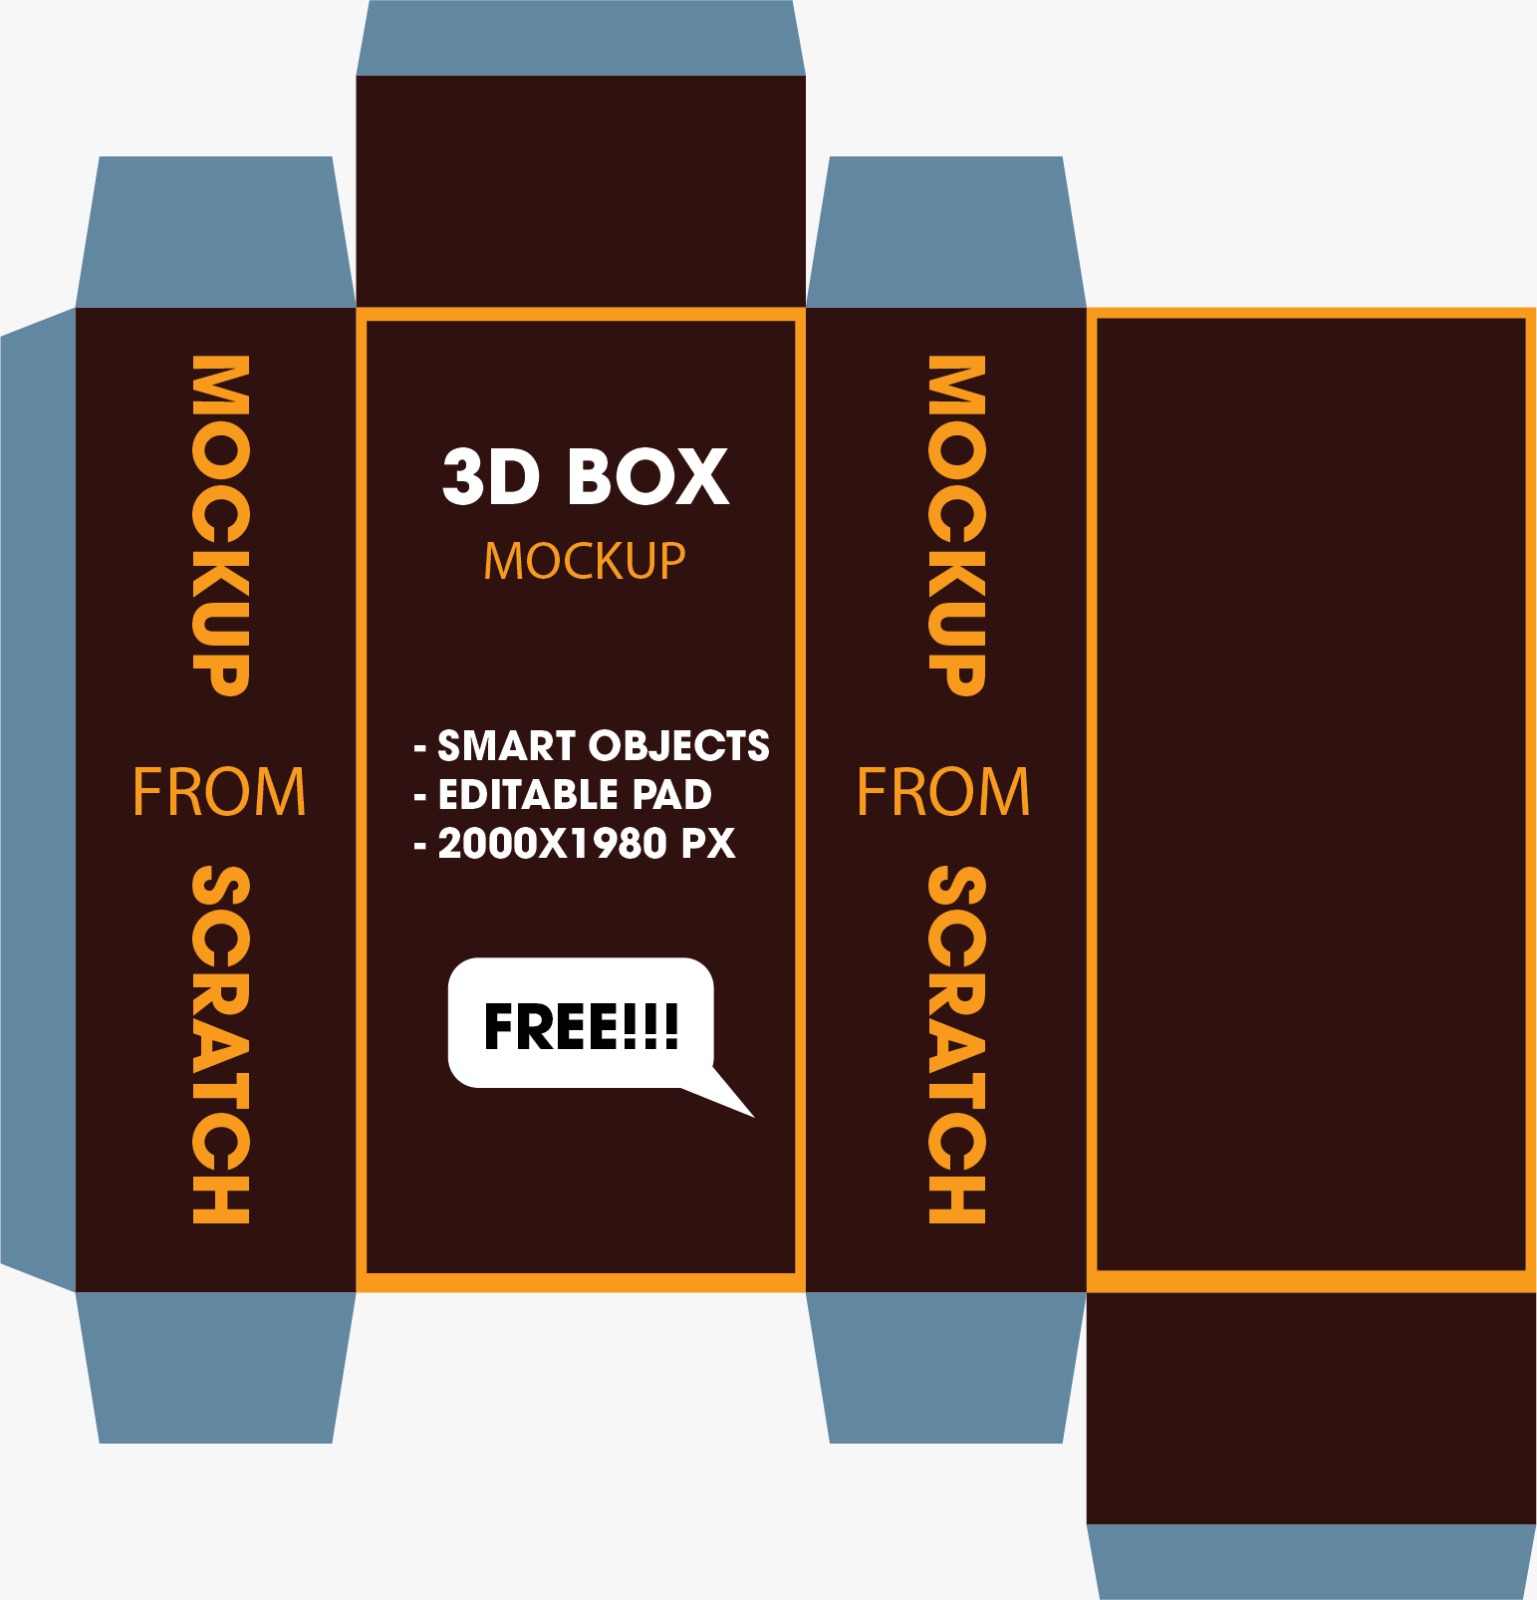 MOCKUP
FROM
SCRATCH
3D BOX
MOCKUP
- SMART OBJECTS
- EDITABLE PAD
- 2000X1980 PX
FREE!!!
MOCKUP
FROM
SCRATCH